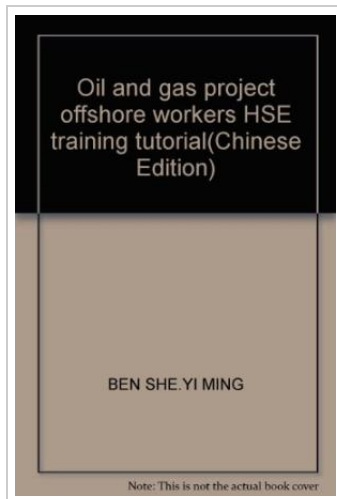 Oil and gas project
offshore workers HSE
training tutorial(Chinese
Edition)
BEN SHE.YI MING
Note: This is not the actual book cover